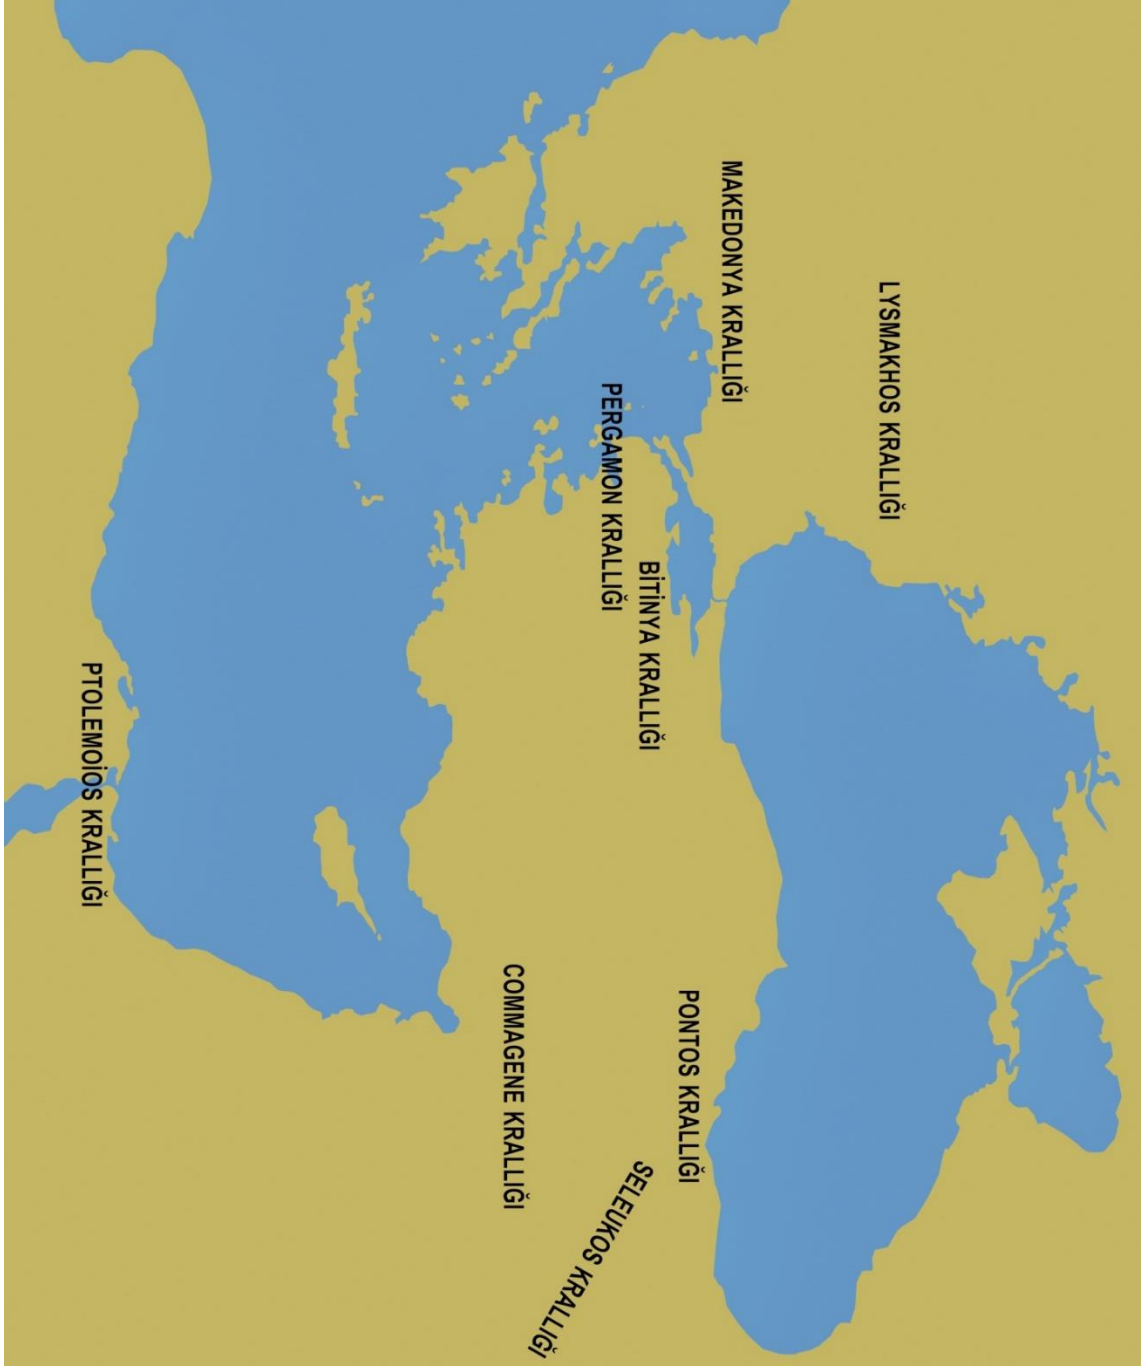 LYSMAKHOS KRALLIĞI
MAKEDONYA KRALLIĞI
PONTOS KRALLIĞI
BİTİNYA KRALLIĞI
PERGAMON KRALLIĞI
SELEUKOS KRALLIĞI
COMMAGENE KRALLIĞI
PTOLEMOİOS KRALLIĞI